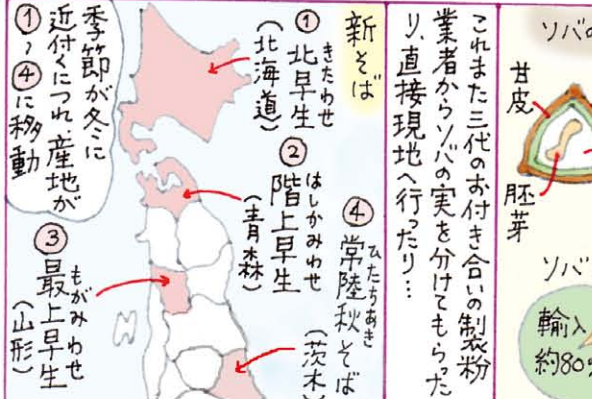 ソバの
甘皮
胚芽
ソバ
輸入
約80%
これまた三代のお付き合いの製粉
業者からソバの実を分けてもらった
り、直接現地へ行ったり…
新そば
①北早生
きたわせ
(北海道)
②階上早生
はしかみわせ
(青森)
④常陸秋そば
ひたちあき
(茨木)
③最上早生
もがみわせ
(山形)
季節が冬に
近付くにつれ産地が
①〜④に移動